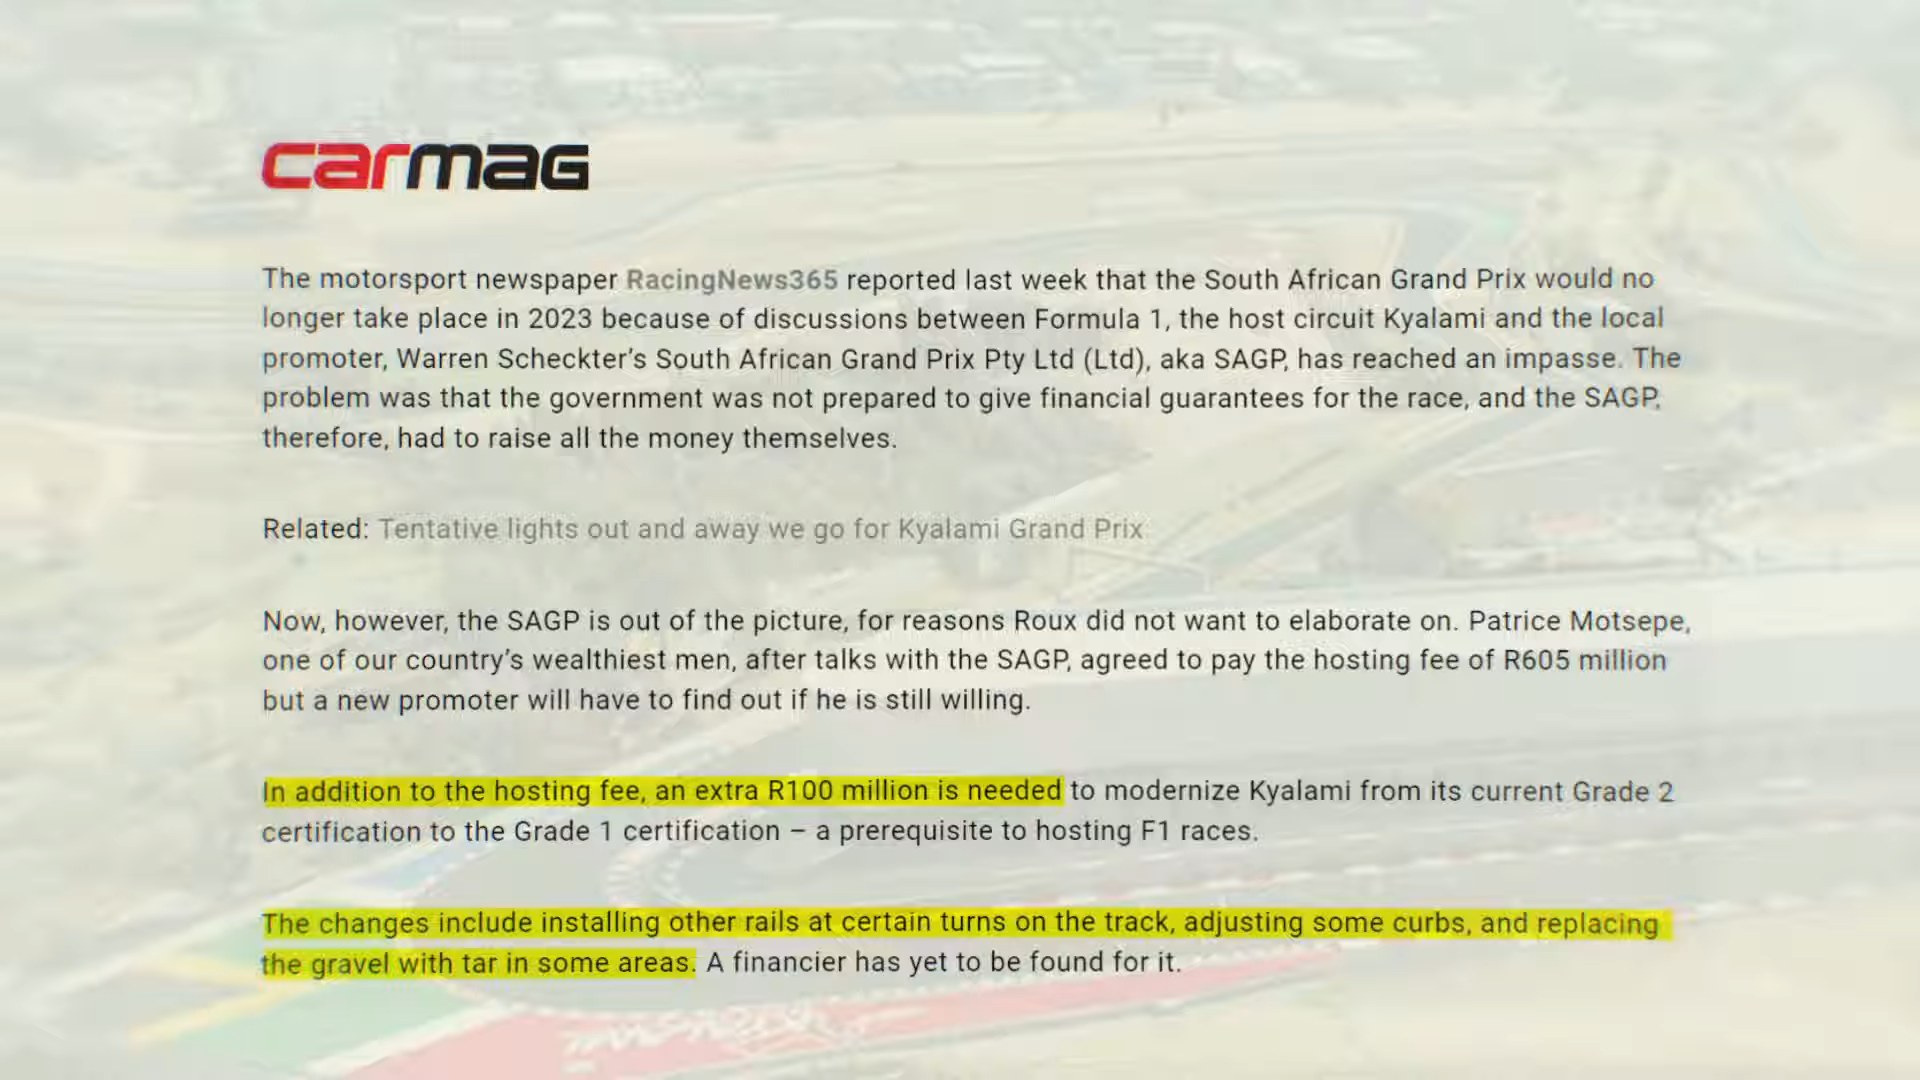 carmag
The motorsport newspaper RacingNews365 reported last week that the South African Grand Prix would no
longer take place in 2023 because of discussions between Formula 1, the host circuit Kyalami and the local
promoter, Warren Scheckter's South African Grand Prix Pty Ltd (Ltd), aka SAGP, has reached an impasse. The
problem was that the government was not prepared to give financial guarantees for the race, and the SAGP,
therefore, had to raise all the money themselves.
Related: Tentative lights out and away we go for Kyalami Grand Prix
Now, however, the SAGP is out of the picture, for reasons Roux did not want to elaborate on. Patrice Motsepe,
one of our country's wealthiest men, after talks with the SAGP, agreed to pay the hosting fee of R605 million
but a new promoter will have to find out if he is still willing.
In addition to the hosting fee, an extra R100 million is needed to modernize Kyalami from its current Grade 2
certification to the Grade 1 certification – a prerequisite to hosting F1 races.
The changes include installing other rails at certain turns on the track, adjusting some curbs, and replacing
the gravel with tar in some areas. A financier has yet to be found for it.